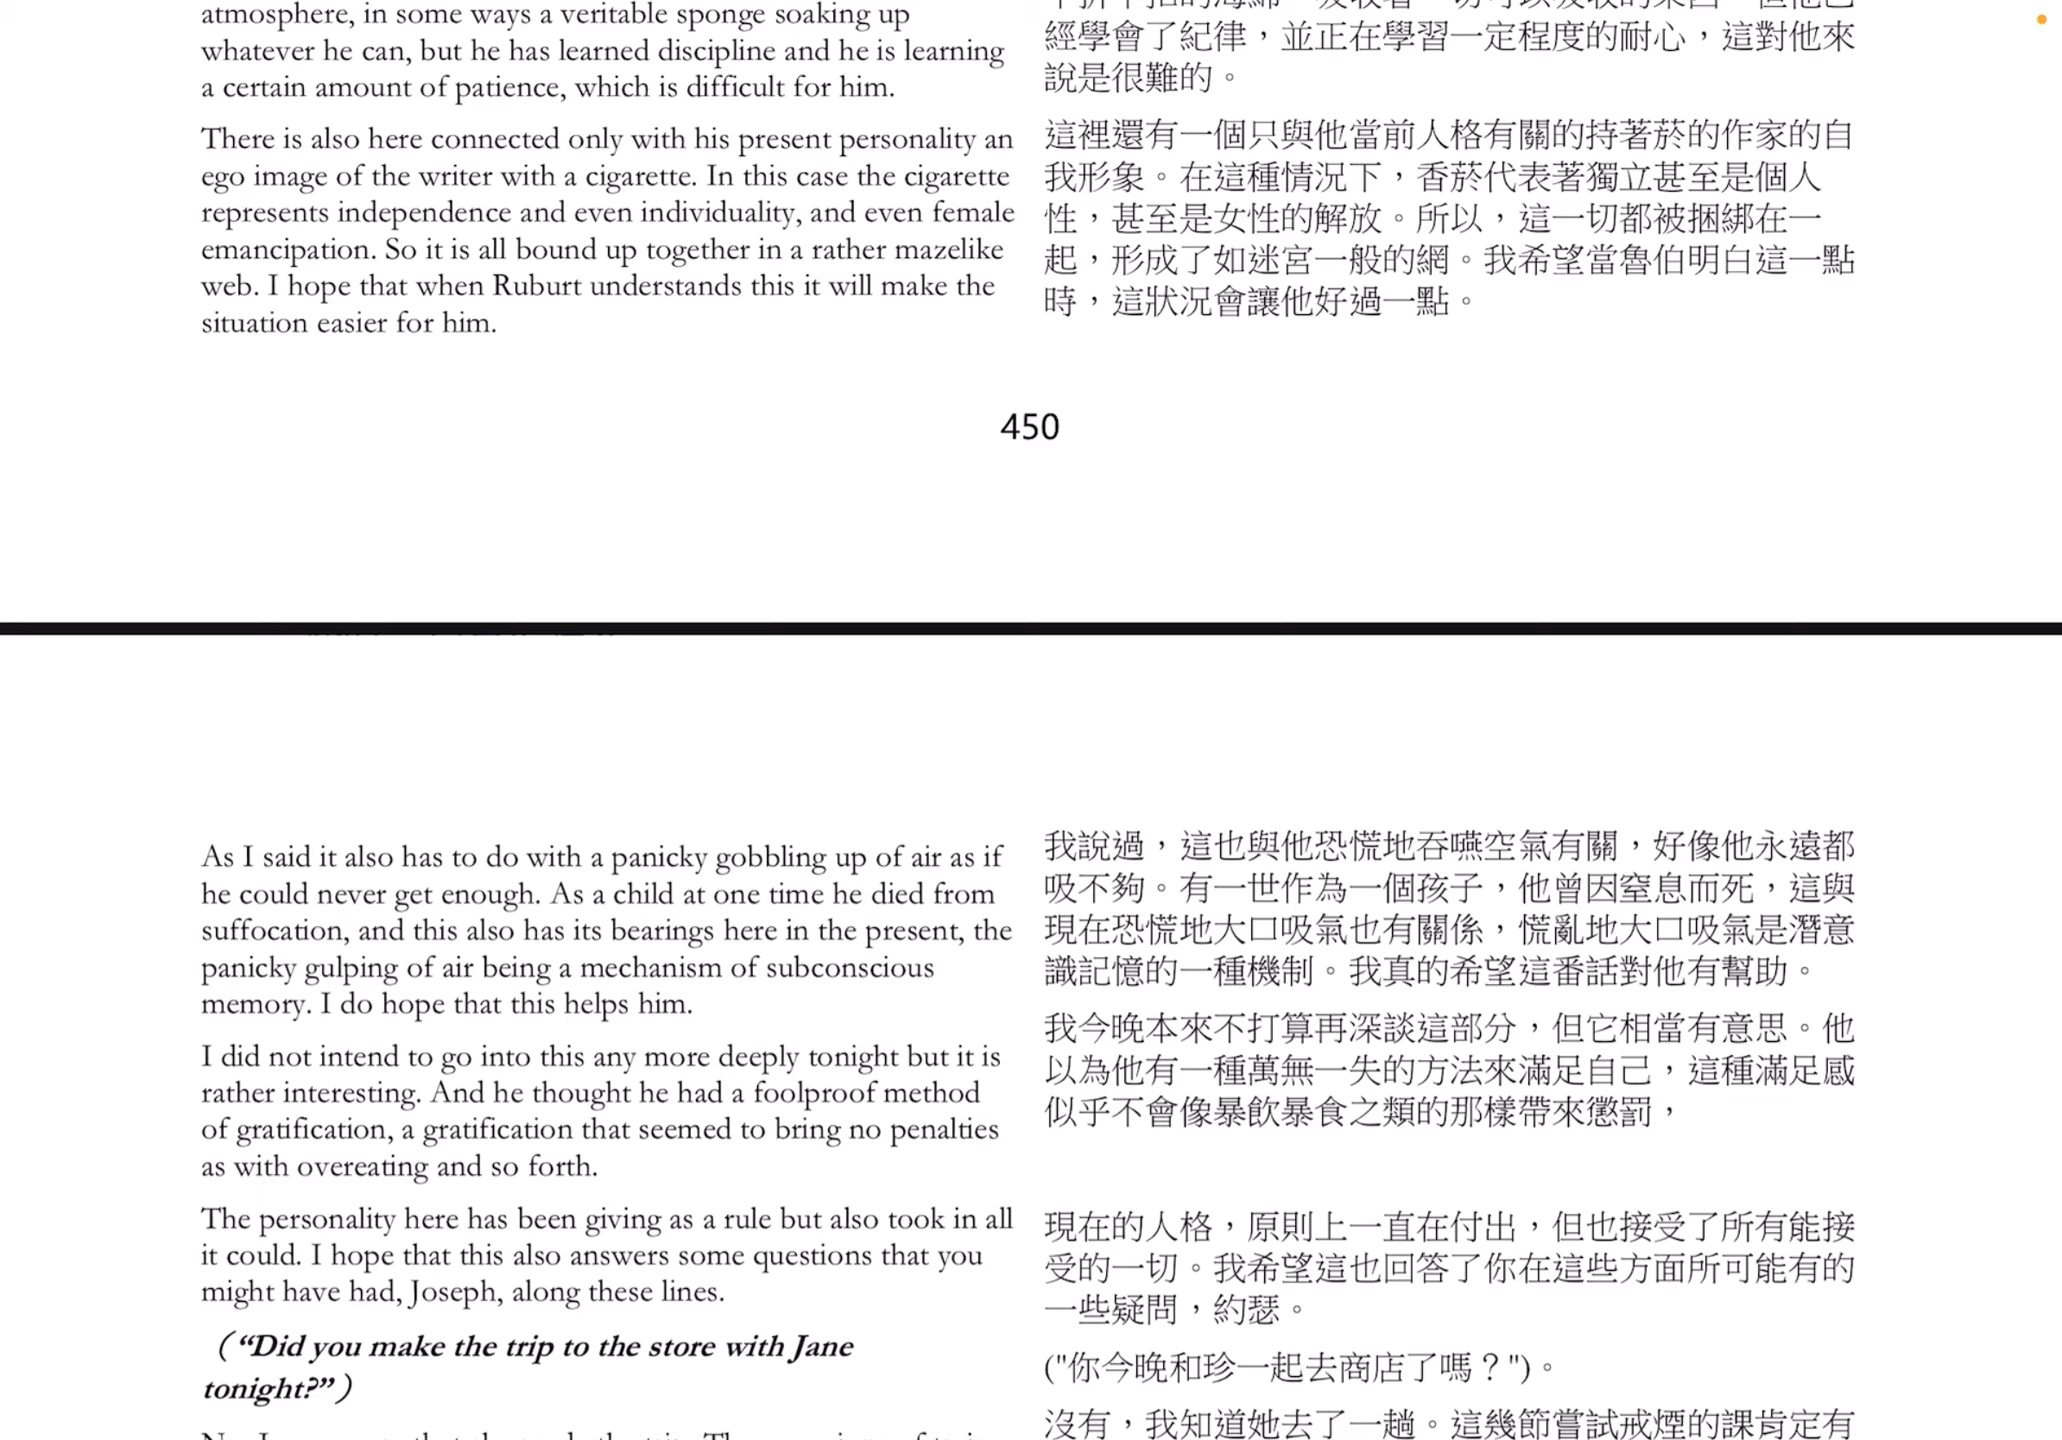 atmosphere, in some ways a veritable sponge soaking up
whatever he can, but he has learned discipline and he is learning
a certain amount of patience, which is difficult for him.
There is also here connected only with his present personality an
ego image of the writer with a cigarette. In this case the cigarette
represents independence and even individuality, and even female
emancipation. So it is all bound up together in a rather mazelike
web. I hope that when Ruburt understands this it will make the
situation easier for him.
經學會了紀律，並正在學習一定程度的耐心，這對他來
說是很難的。
這裡還有一個只與他當前人格有關的持著菸的作家的自
我形象。在這種情況下，香菸代表著獨立甚至是個人
性，甚至是女性的解放。所以，這一切都被捆綁在一
起，形成了如迷宮一般的網。我希望當魯伯明白這一點
時，這狀況會讓他好過一點。
450
As I said it also has to do with a panicky gobbling up of air as if
he could never get enough. As a child at one time he died from
suffocation, and this also has its bearings here in the present, the
panicky gulping of air being a mechanism of subconscious
memory. I do hope that this helps him.
I did not intend to go into this any more deeply tonight but it is
rather interesting. And he thought he had a foolproof method
of gratification, a gratification that seemed to bring no penalties
as with overeating and so forth.
The personality here has been giving as a rule but also took in all
it could. I hope that this also answers some questions that you
might have had, Joseph, along these lines.
（“Did you make the trip to the store with Jane
tonight?”）
我說過，這也與他恐慌地吞嚥空氣有關，好像他永遠都
吸不夠。有一世作為一個孩子，他曾因窒息而死，這與
現在恐慌地大口吸氣也有關係，慌亂地大口吸氣是潛意
識記憶的一種機制。我真的希望這番話對他有幫助。
我今晚本來不打算再深談這部分，但它相當有意思。他
以為他有一種萬無一失的方法來滿足自己，這種滿足感
似乎不會像暴飲暴食之類的那樣帶來懲罰，
現在的人格，原則上一直在付出，但也接受了所有能接
受的一切。我希望這也回答了你在這些方面所可能有的
一些疑問，約瑟。
("你今晚和珍一起去商店了嗎？")。
沒有，我知道她去了一趟。這幾節嘗試戒煙的課肯定有